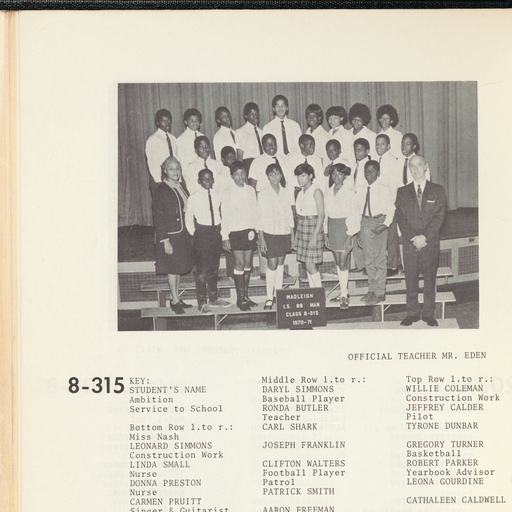 WADLEIGH
I.S. 88 MAN
CLASS 8-315
1970-71
OFFICIAL TEACHER MR. EDEN
8-315
KEY:
STUDENT'S NAME
Ambition
Service to School
Bottom Row l.to r.:
Miss Nash
LEONARD SIMMONS
Construction Work
LINDA SMALL
Nurse
DONNA PRESTON
Nurse
CARMEN PRUITT
Singer & Guitarist
Middle Row l.to r.:
DARYL SIMMONS
Baseball Player
RONDA BUTLER
Teacher
CARL SHARK
JOSEPH FRANKLIN
CLIFTON WALTERS
Football Player
Patrol
PATRICK SMITH
AARON FREEMAN
Top Row l.to r.:
WILLIE COLEMAN
Construction Work
JEFFREY CALDER
Pilot
TYRONE DUNBAR
GREGORY TURNER
Basketball
ROBERT PARKER
Yearbook Advisor
LEONA GOURDINE
CATHALEEN CALDWELL